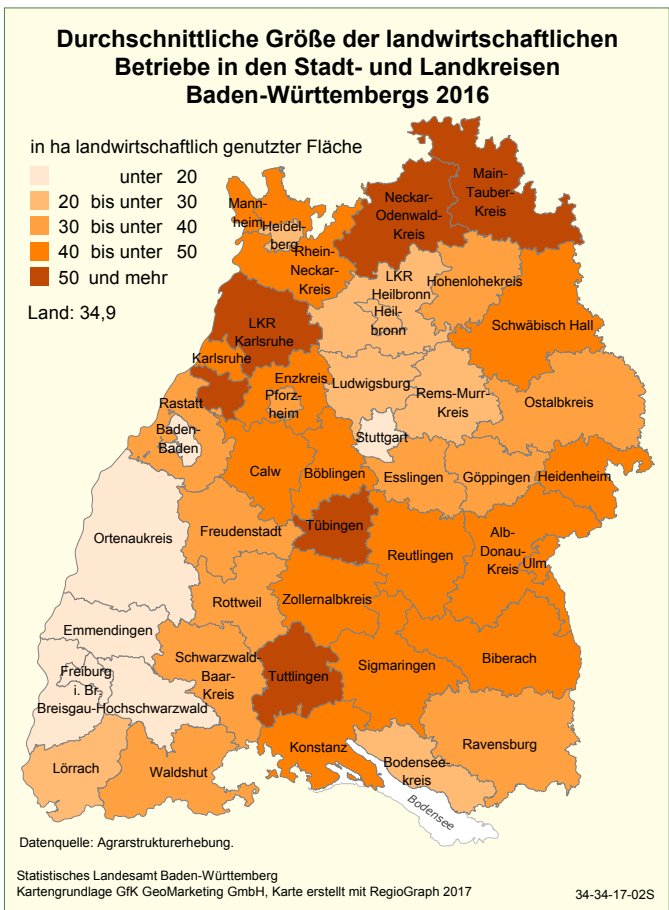 Durchschnittliche Größe der landwirtschaftlichen
Betriebe in den Stadt- und Landkreisen
Baden-Württembergs 2016
in ha landwirtschaftlich genutzter Fläche
unter 20
20 bis unter 30
30 bis unter 40
40 bis unter 50
50 und mehr
Land: 34,9
Main-
Tauber-
Kreis
Neckar-
Odenwald-
Kreis
Mann-
heim
Heidel-
berg
Rhein-
Neckar-
Kreis
LKR
Heilbronn
Heil-
bronn
Hohenlohekreis
Schwäbisch Hall
LKR
Karlsruhe
Karlsruhe
Enzkreis
Pforz-
heim
Ludwigsburg
Rems-Murr-
Kreis
Ostalbkreis
Rastatt
Baden-
Baden
Stuttgart
Calw
Böblingen
Esslingen
Göppingen
Heidenheim
Ortenaukreis
Freudenstadt
Tübingen
Reutlingen
Alb-
Donau-
Kreis
Ulm
Rottweil
Zollernalbkreis
Emmendingen
Freiburg
i. Br.
Breisgau-Hochschwarzwald
Schwarzwald-
Baar-
Kreis
Tuttlingen
Sigmaringen
Biberach
Konstanz
Ravensburg
Bodensee-
kreis
Lörrach
Waldshut
Bodensee
Datenquelle: Agrarstrukturerhebung.
Statistisches Landesamt Baden-Württemberg
Kartengrundlage GfK GeoMarketing GmbH, Karte erstellt mit RegioGraph 2017
34-34-17-02S